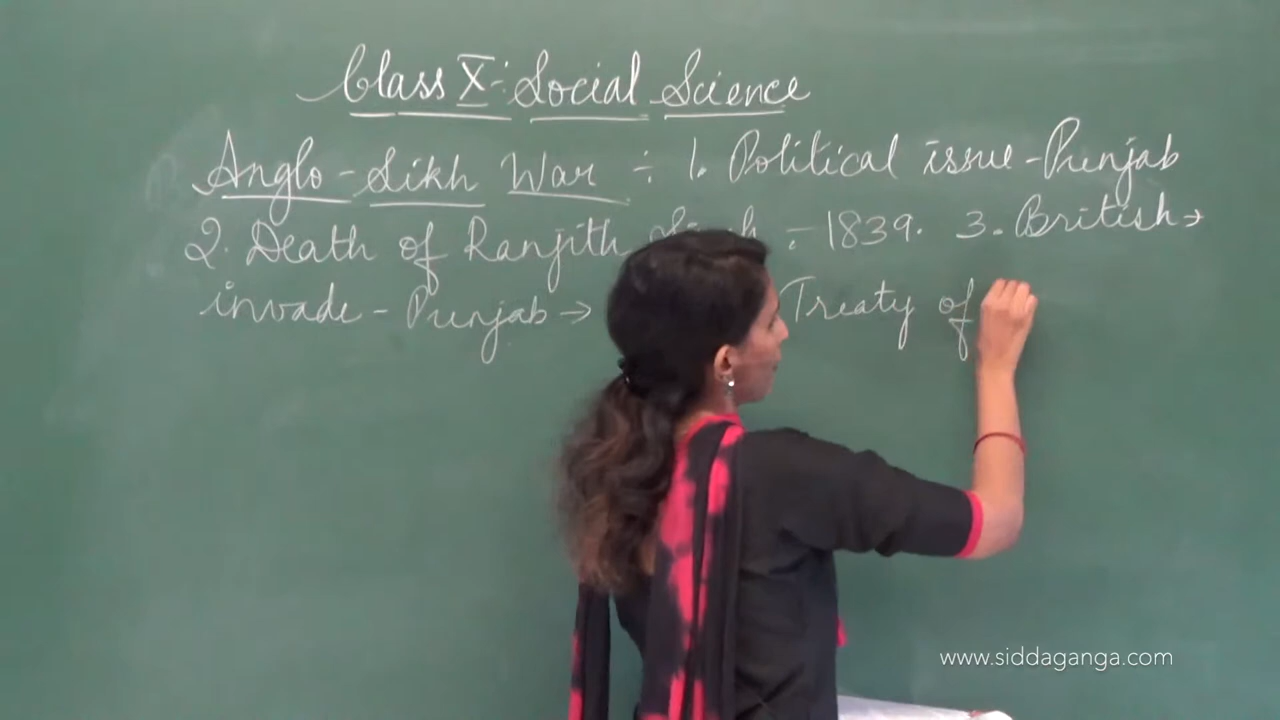 Class X :- Social Science
Anglo - Sikh War :- 1. Political issue - Punjab
2. Death of Ranjith :- 1839. 3. British →
invade - Punjab → Treaty of
www.siddaganga.com